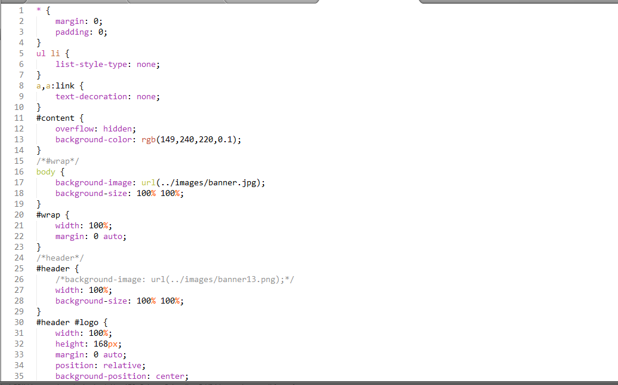 1 * {
2 margin: 0;
3 padding: 0;
4 }
5 ul li {
6 list-style-type: none;
7 }
8 a,a:link {
9 text-decoration: none;
10 }
11 #content {
12 overflow: hidden;
13 background-color: rgb(149,240,220,0.1);
14 }
15 /*#wrap*/
16 body {
17 background-image: url(../images/banner.jpg);
18 background-size: 100% 100%;
19 }
20 #wrap {
21 width: 100%;
22 margin: 0 auto;
23 }
24 /*header*/
25 #header {
26 /*background-image: url(../images/banner13.png);*/
27 width: 100%;
28 background-size: 100% 100%;
29 }
30 #header #logo {
31 width: 100%;
32 height: 168px;
33 margin: 0 auto;
34 position: relative;
35 background-position: center;